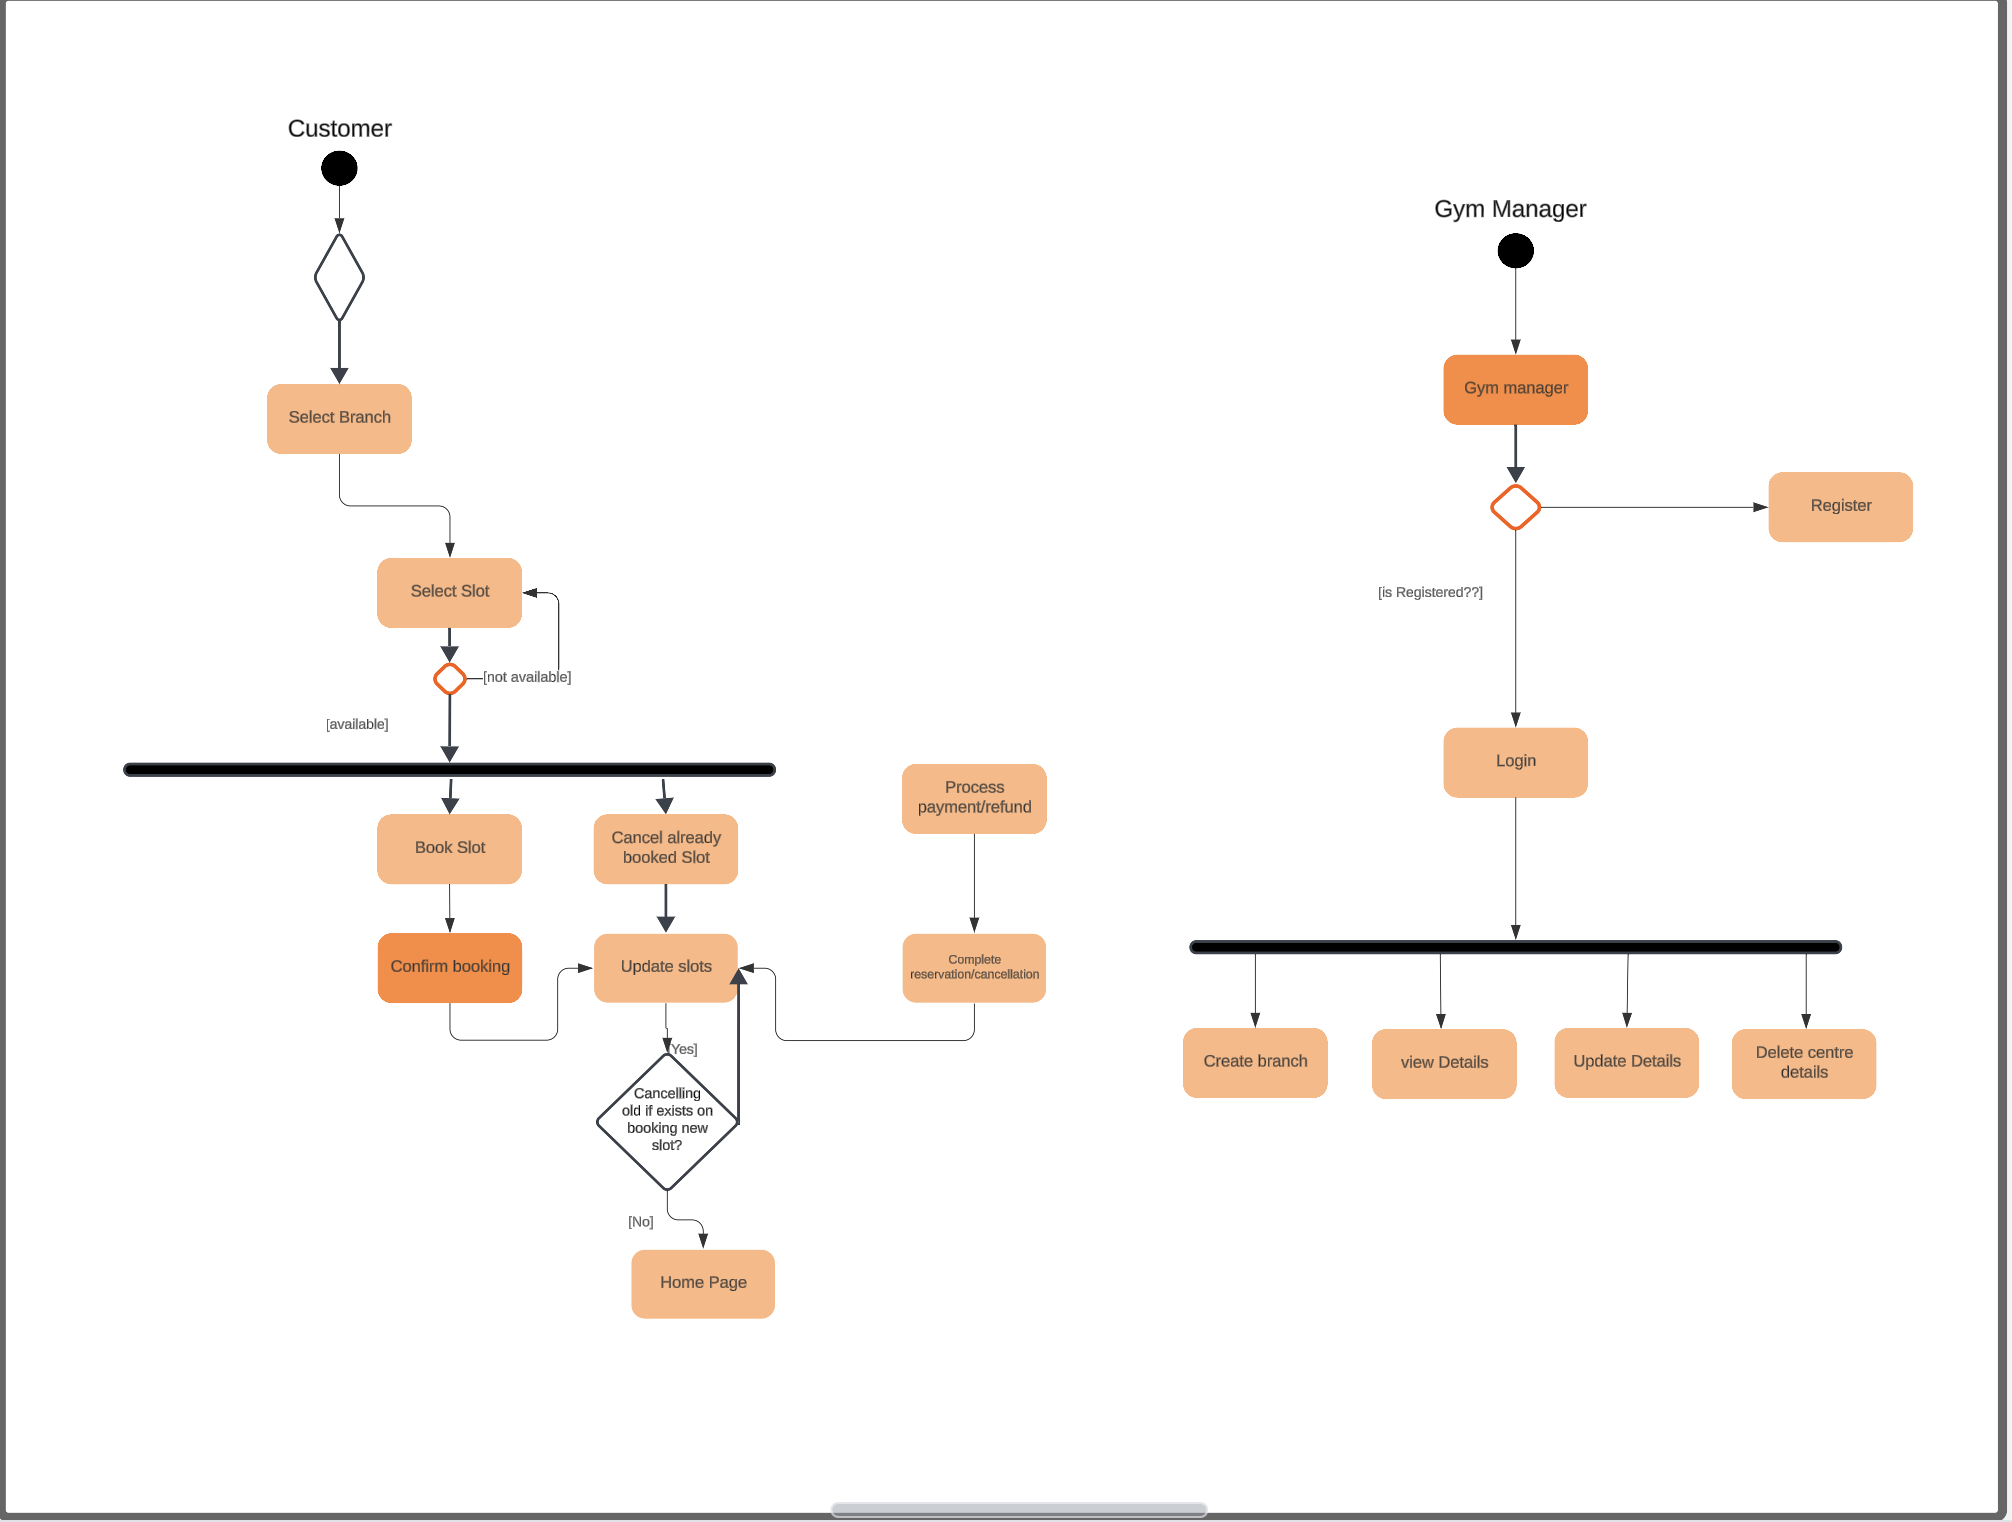 Customer
Select Branch
Select Slot
[not available]
[available]
Book Slot
Cancel already
booked Slot
Process
payment/refund
Confirm booking
Update slots
Complete
reservation/cancellation
[Yes]
Cancelling
old if exists on
booking new
slot?
[No]
Home Page
Gym Manager
Gym manager
Register
[is Registered??]
Login
Create branch
view Details
Update Details
Delete centre
details